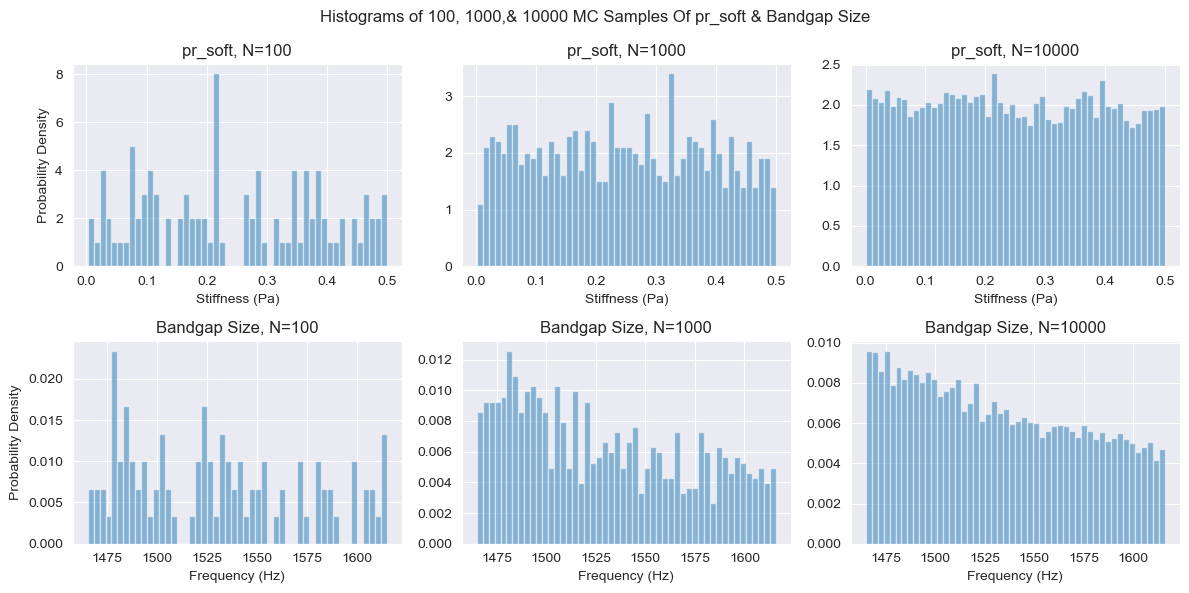 Histograms of 100, 1000,& 10000 MC Samples Of pr_soft & Bandgap Size
pr_soft, N=100
pr_soft, N=1000
pr_soft, N=10000
Probability Density
8
6
4
2
0
0.0 0.1 0.2 0.3 0.4 0.5
Stiffness (Pa)
3
2
1
0
0.0 0.1 0.2 0.3 0.4 0.5
Stiffness (Pa)
2.5
2.0
1.5
1.0
0.5
0.0
0.0 0.1 0.2 0.3 0.4 0.5
Stiffness (Pa)
Bandgap Size, N=100
Bandgap Size, N=1000
Bandgap Size, N=10000
Probability Density
0.020
0.015
0.010
0.005
0.000
1475 1500 1525 1550 1575 1600
Frequency (Hz)
0.012
0.010
0.008
0.006
0.004
0.002
0.000
1475 1500 1525 1550 1575 1600
Frequency (Hz)
0.010
0.008
0.006
0.004
0.002
0.000
1475 1500 1525 1550 1575 1600
Frequency (Hz)